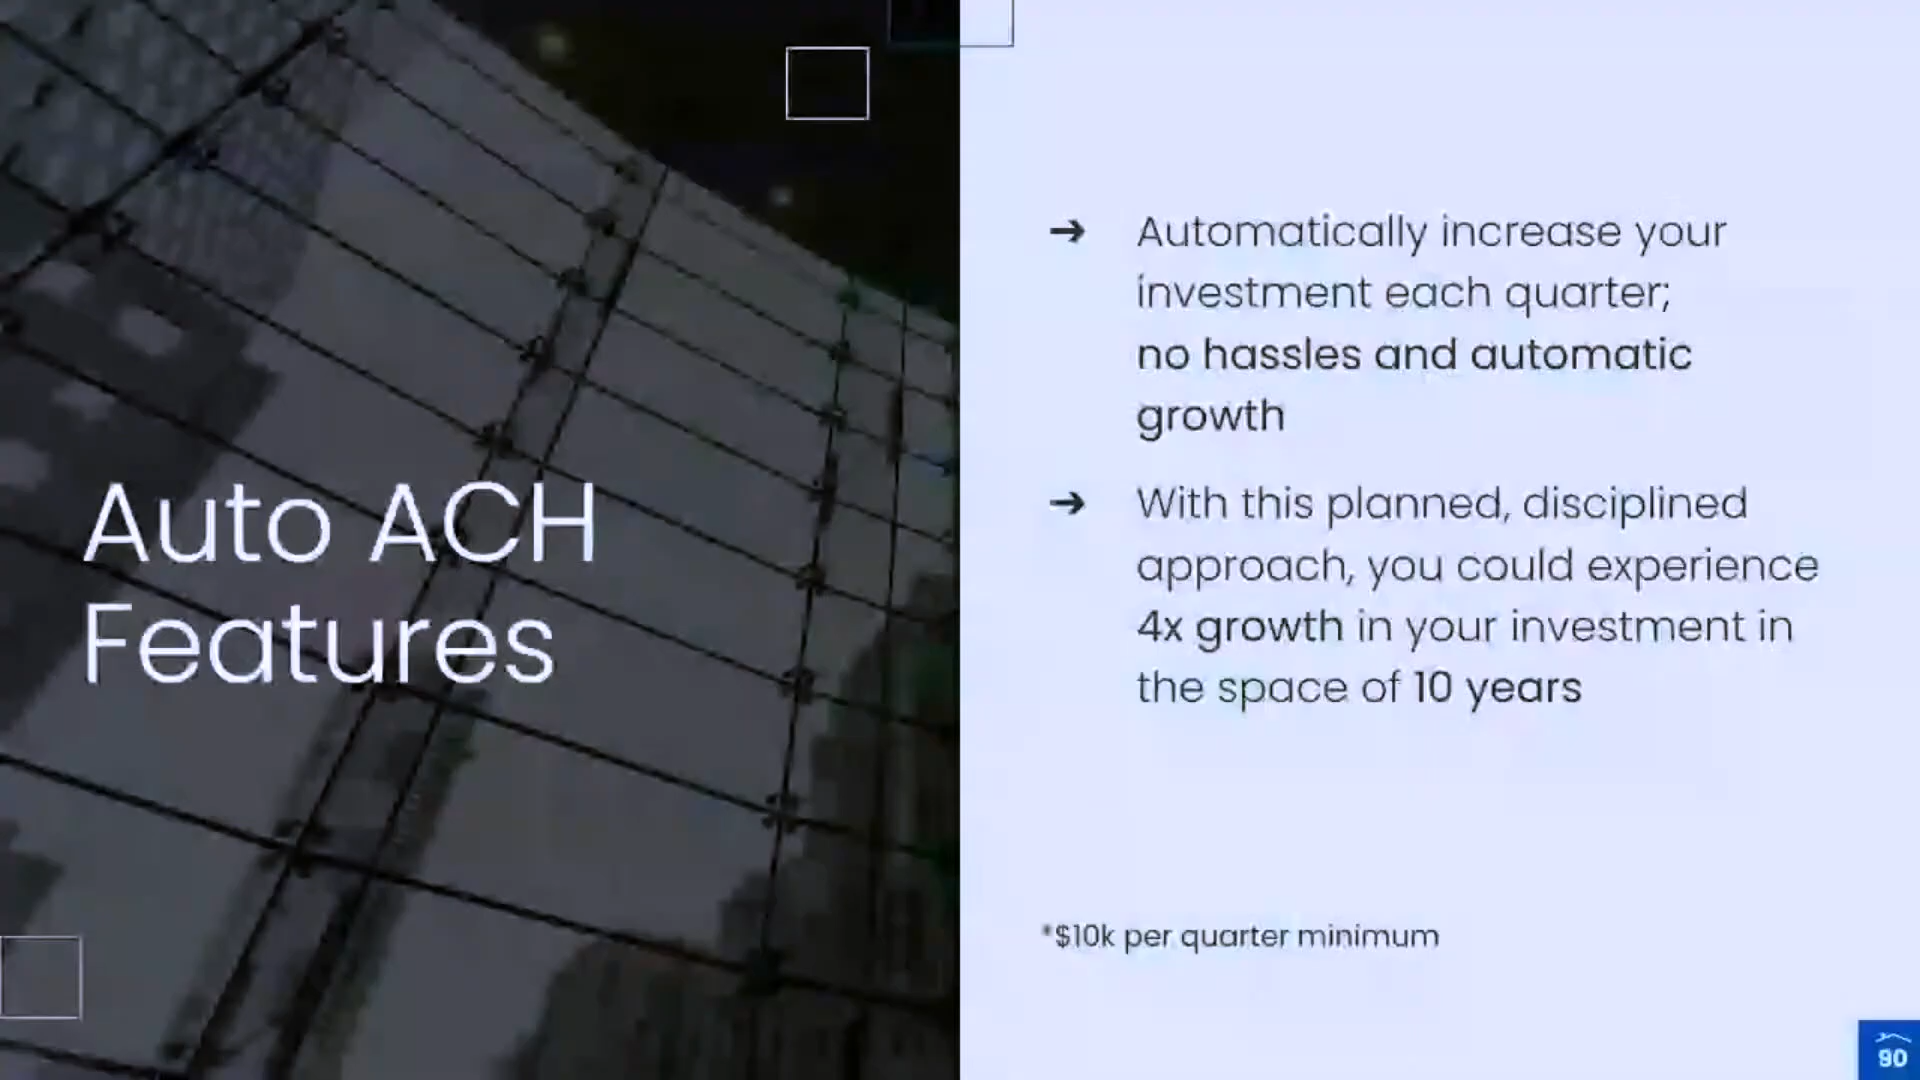 Auto ACH
Features
➔ Automatically increase your
investment each quarter;
no hassles and automatic
growth
➔ With this planned, disciplined
approach, you could experience
4x growth in your investment in
the space of 10 years
*$10k per quarter minimum
90